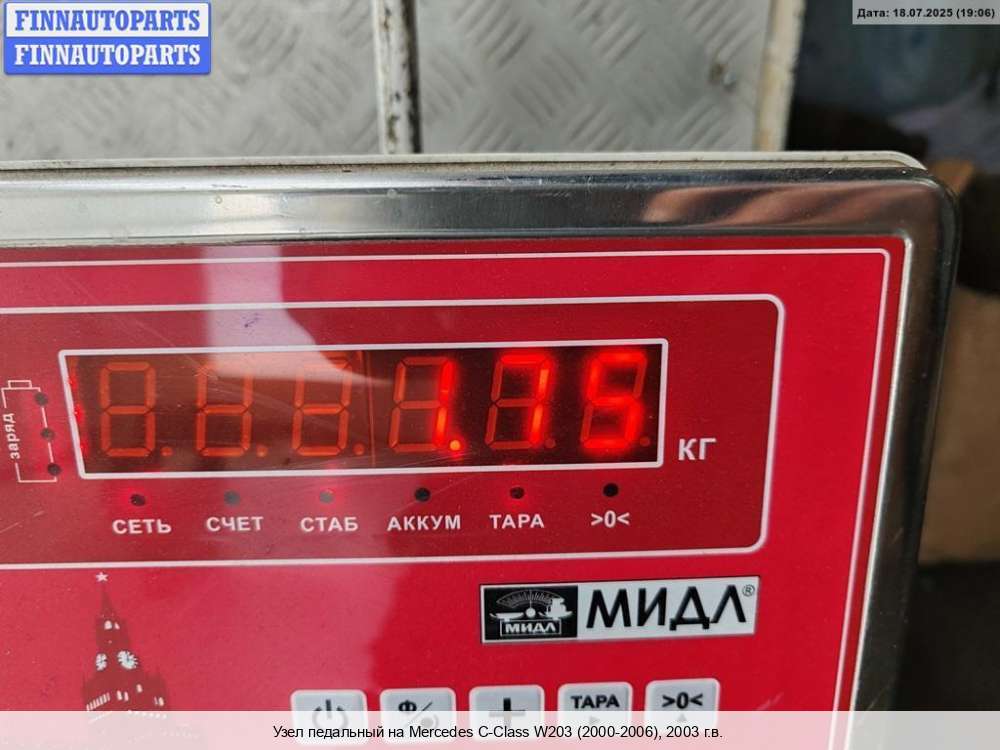 FINNAUTOPARTS
FINNAUTOPARTS
Дата: 18.07.2025 (19:06)
заряд
1.75
КГ
СЕТЬ СЧЕТ СТАБ АККУМ ТАРА >0<
МИДЛ МИДЛ®
Ф/ + ТАРА >0<
Узел педальный на Mercedes C-Class W203 (2000-2006), 2003 г.в.